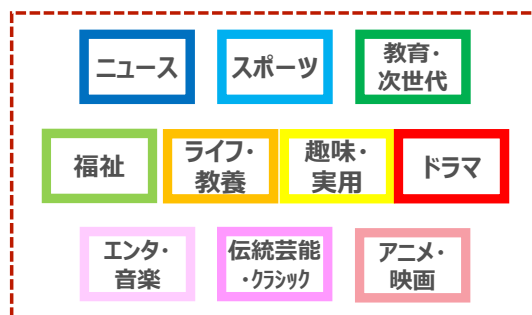 ニュース
スポーツ
教育・
次世代
福祉
ライフ・
教養
趣味・
実用
ドラマ
エンタ・
音楽
伝統芸能
・クラシック
アニメ・
映画